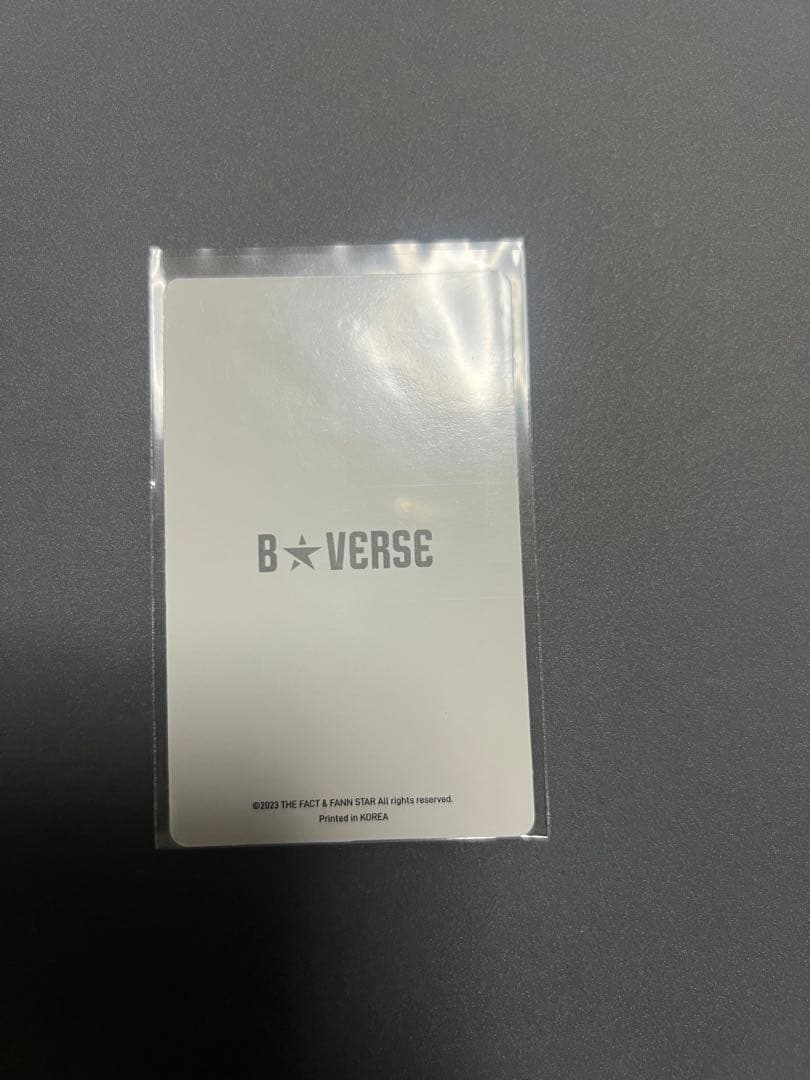 B★VERSE
©2023 THE FACT & FANN STAR All rights reserved.
Printed in KOREA